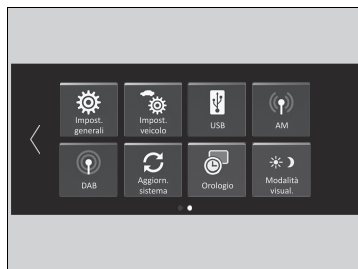 Impost.
generali
Impost.
veicolo
USB
AM
DAB
Aggiorn.
sistema
Orologio
Modalità
visual.